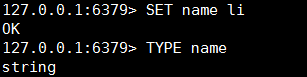 127.0.0.1:6379> SET name li
OK
127.0.0.1:6379> TYPE name
string